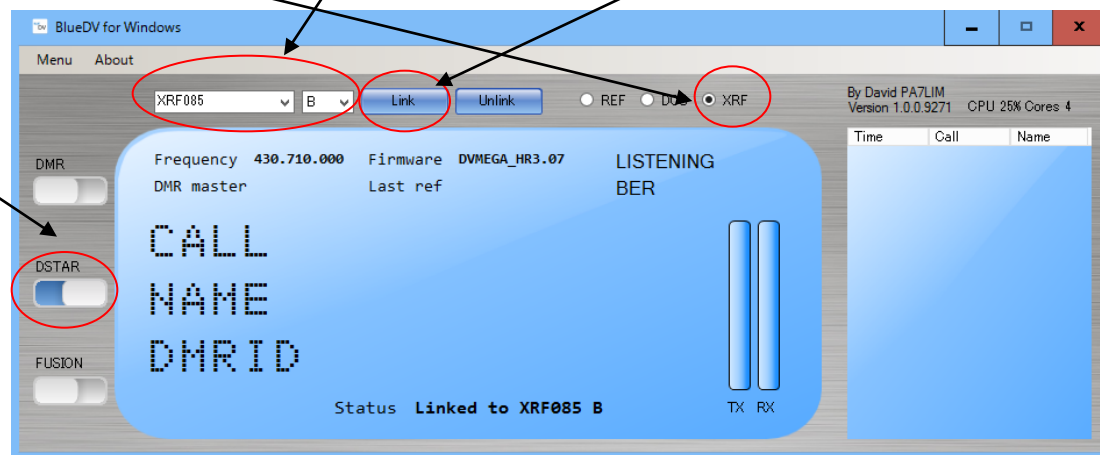 BlueDV for Windows
Menu About
XRF085 B Link Unlink REF XRF
By David PA7LIM
Version 1.0.0.9271 CPU 25% Cores 4
Time Call Name
DMR
DSTAR
FUSION
Frequency 430.710.000 Firmware DVMEGA_HR3.07 LISTENING
DMR master Last ref BER
CALL
NAME
DMRID
Status Linked to XRF085 B
TX RX